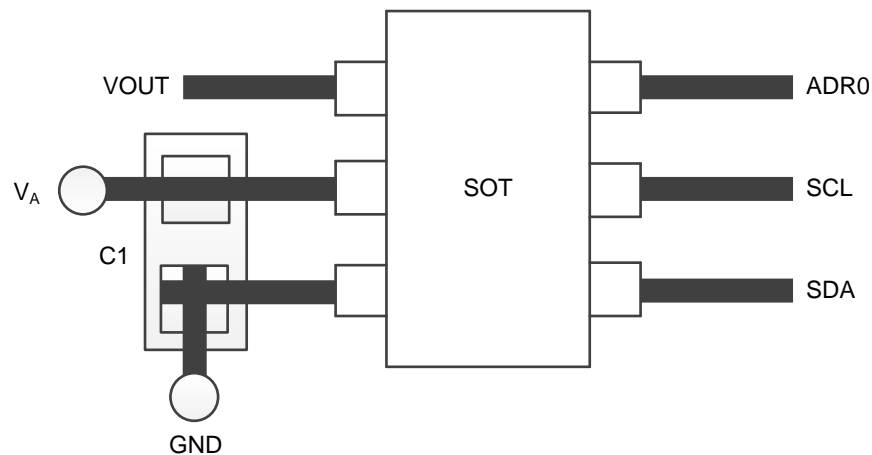 VOUT
ADR0
VA
SOT
SCL
C1
SDA
GND